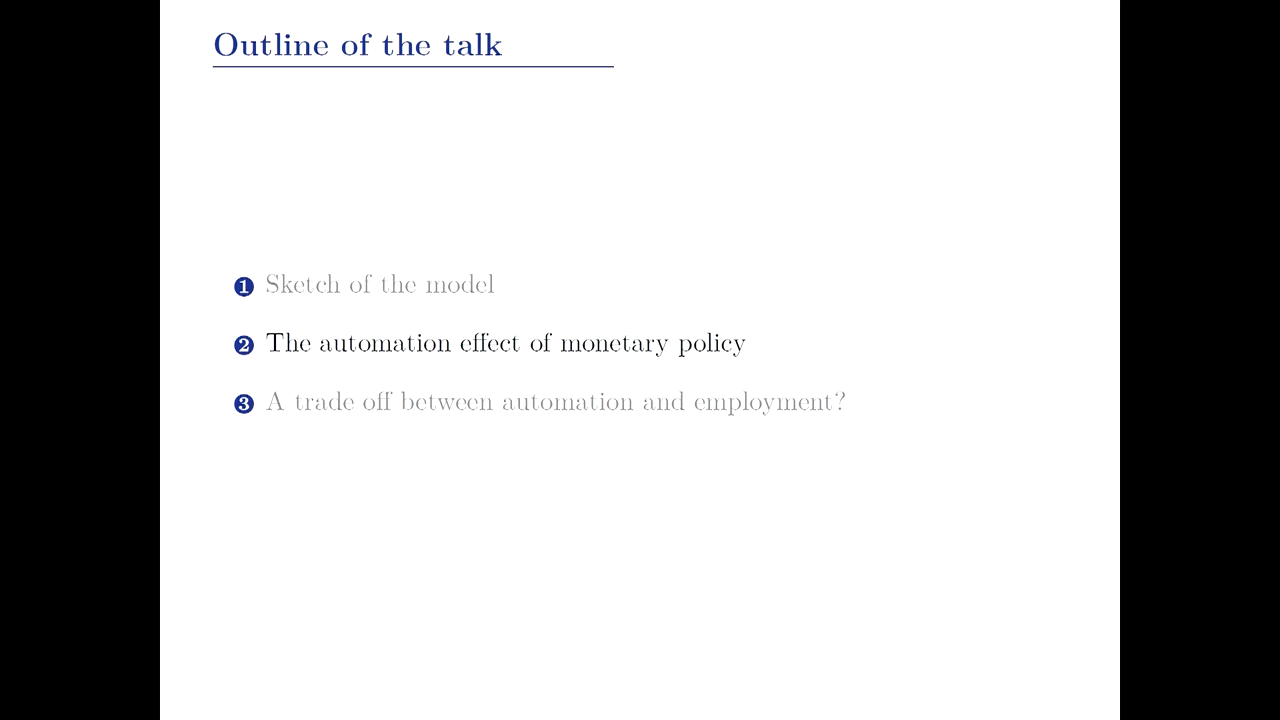 Outline of the talk
1 Sketch of the model
2 The automation effect of monetary policy
3 A trade off between automation and employment?